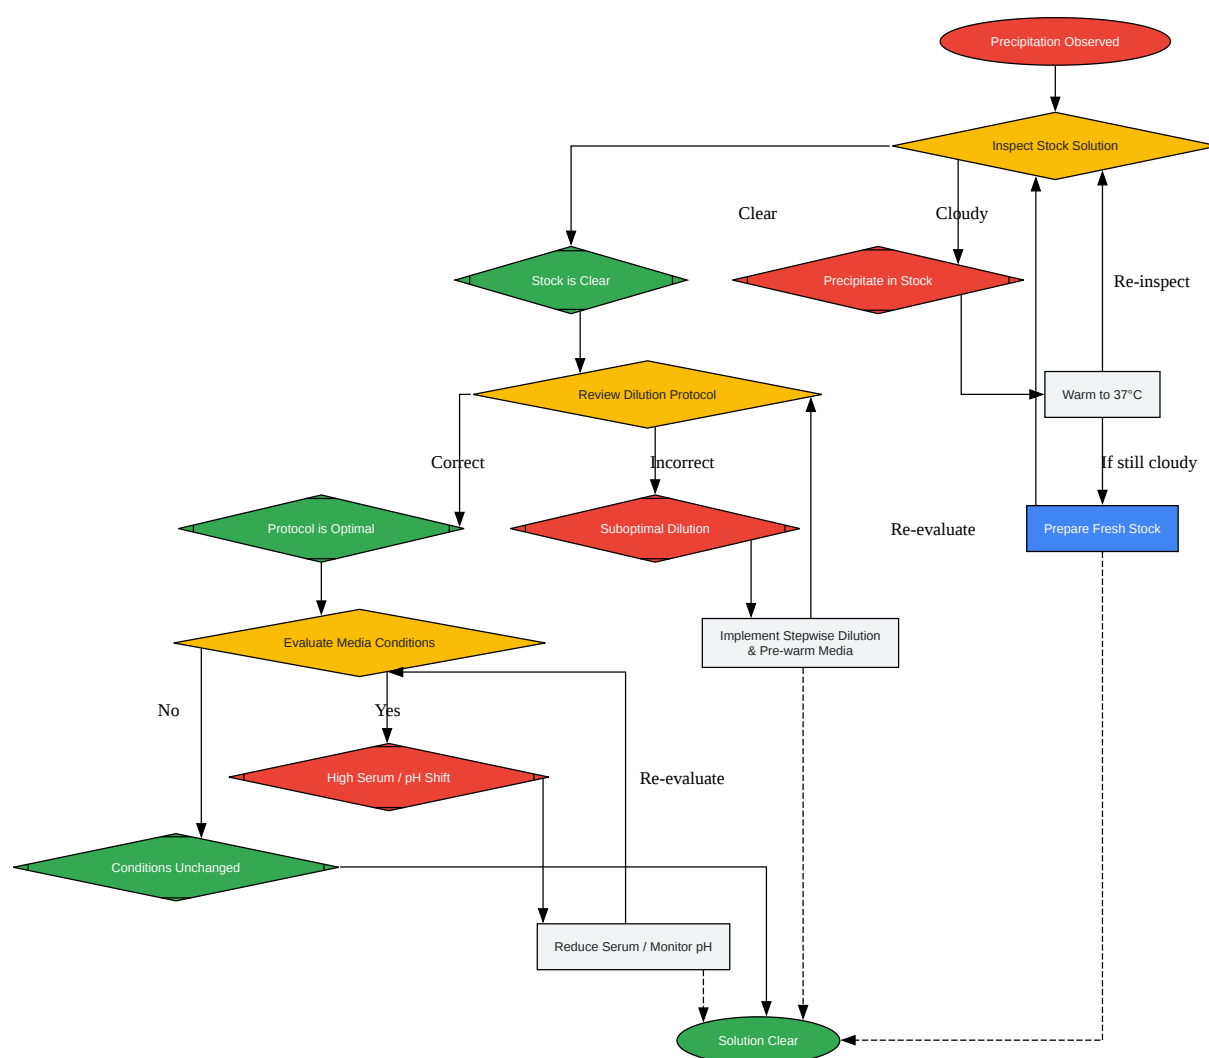 Precipitation Observed
Inspect Stock Solution
Clear
Cloudy
Stock is Clear
Precipitate in Stock
Re-inspect
Review Dilution Protocol
Warm to 37°C
Correct
Incorrect
If still cloudy
Protocol is Optimal
Suboptimal Dilution
Re-evaluate
Prepare Fresh Stock
Evaluate Media Conditions
Implement Stepwise Dilution
& Pre-warm Media
No
Yes
High Serum / pH Shift
Re-evaluate
Conditions Unchanged
Reduce Serum / Monitor pH
Solution Clear